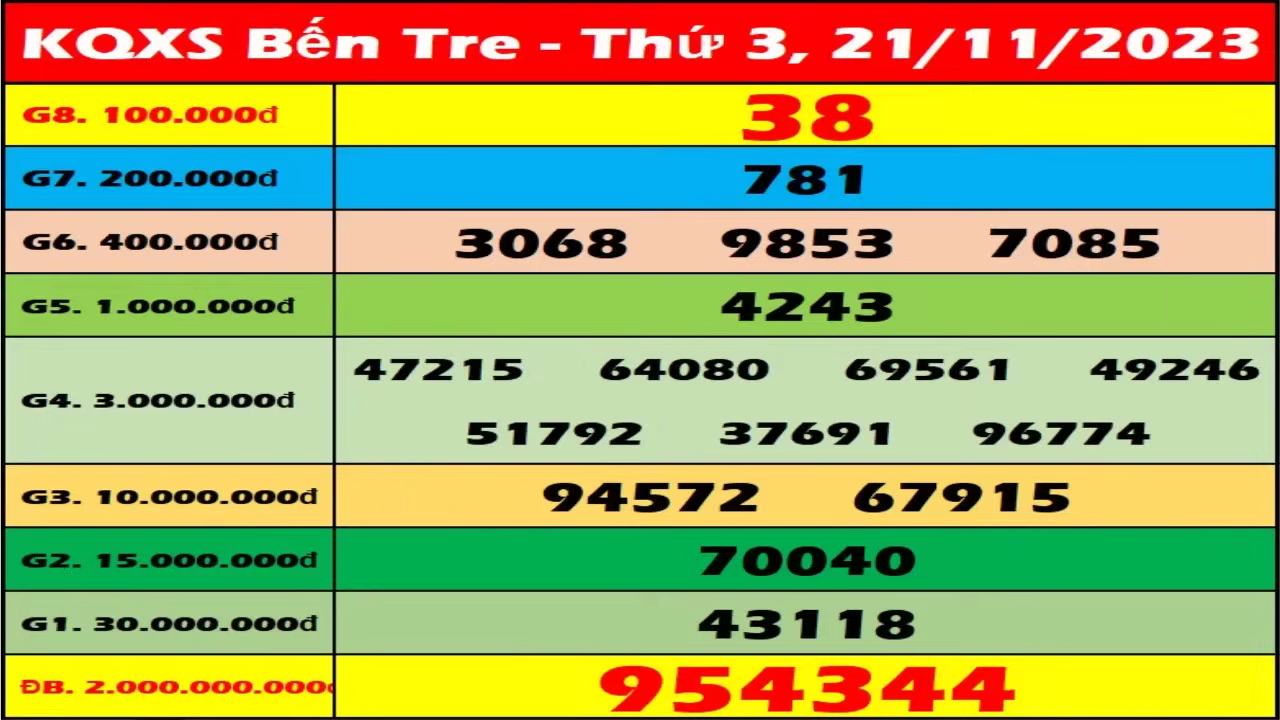 KQXS Bến Tre - Thứ 3, 21/11/2023
G8. 100.000đ 38
G7. 200.000đ 781
G6. 400.000đ 3068 9853 7085
G5. 1.000.000đ 4243
47215 64080 69561 49246
G4. 3.000.000đ
51792 37691 96774
G3. 10.000.000đ 94572 67915
G2. 15.000.000đ 70040
G1. 30.000.000đ 43118
ĐB. 2.000.000.000đ 954344